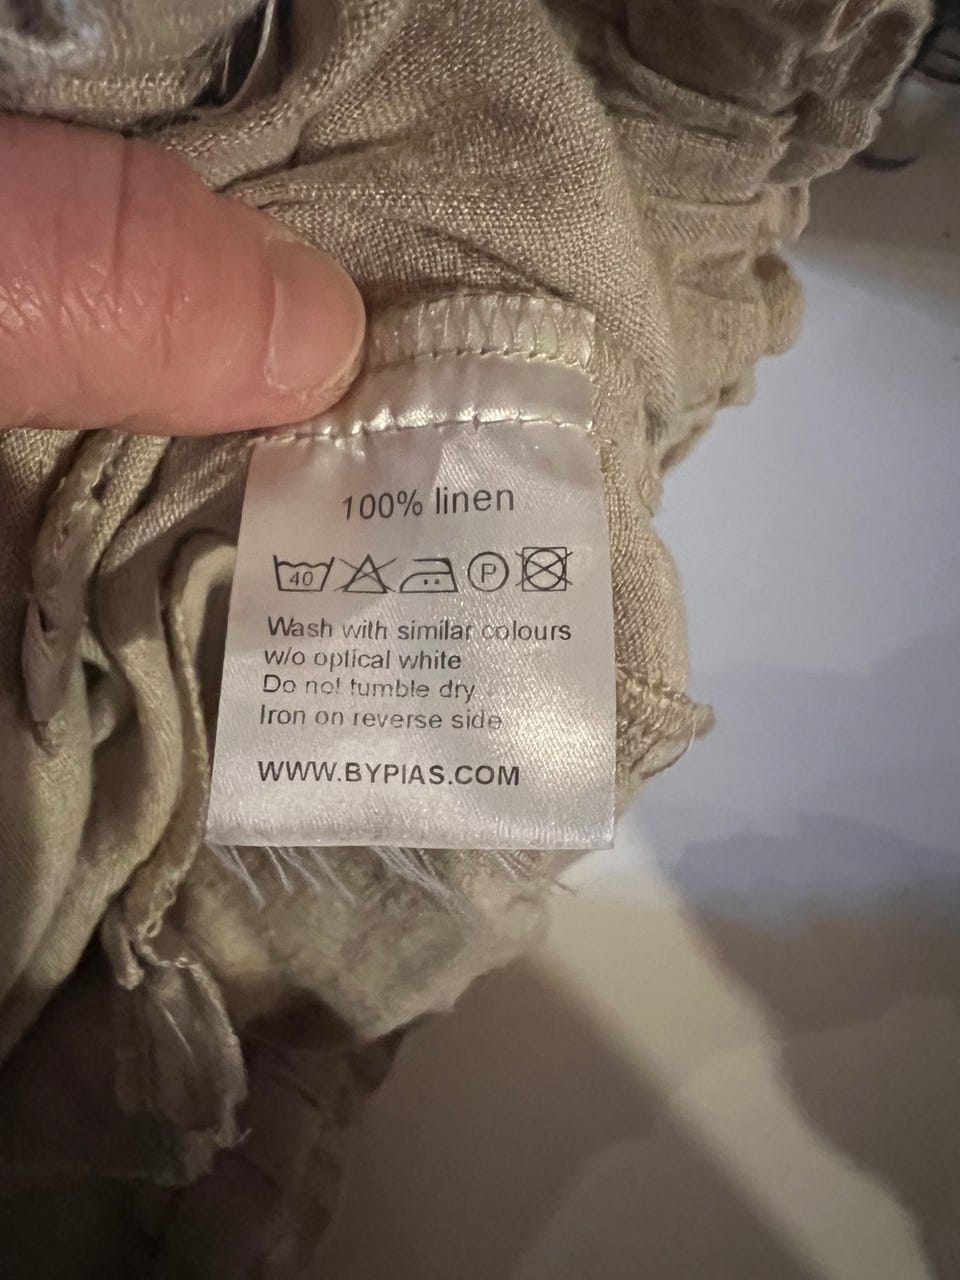 100% linen
40 P
Wash with similar colours
w/o optical white
Do not tumble dry
Iron on reverse side
WWW.BYPIAS.COM